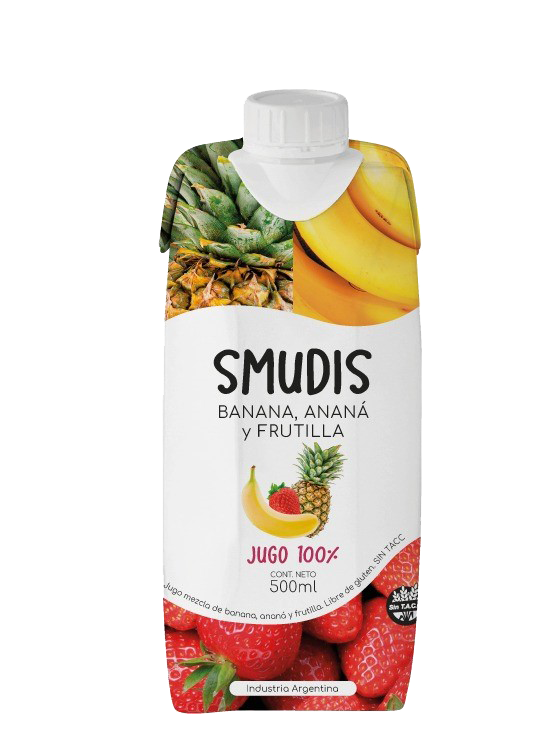 SMUDIS
BANANA, ANANÁ
y FRUTILLA
JUGO 100%
CONT. NETO
500ml
Jugo mezcla de banana, ananá y frutilla. Libre de gluten. SIN TACC
Sin T.A.C.C.
Industria Argentina